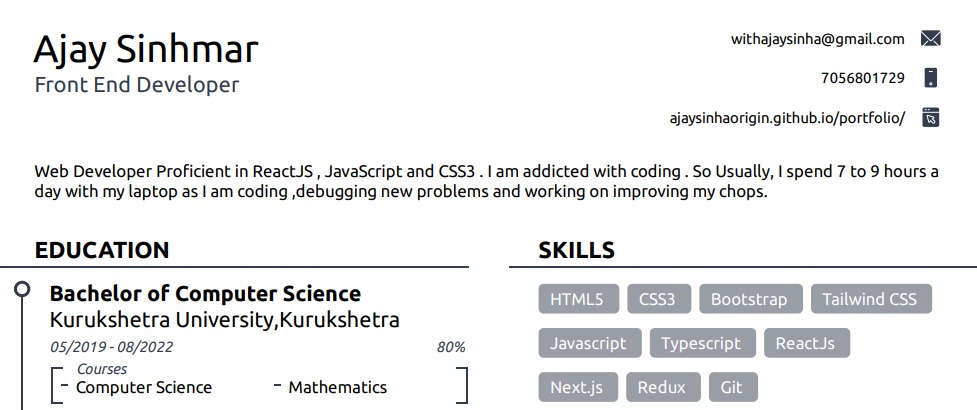 Ajay Sinhmar
Front End Developer
withajaysinha@gmail.com
7056801729
ajaysinhaorigin.github.io/portfolio/
Web Developer Proficient in ReactJS , JavaScript and CSS3 . I am addicted with coding . So Usually, I spend 7 to 9 hours a
day with my laptop as I am coding ,debugging new problems and working on improving my chops.
EDUCATION
Bachelor of Computer Science
Kurukshetra University,Kurukshetra
05/2019 - 08/2022 80%
Courses
- Computer Science - Mathematics
SKILLS
HTML5 CSS3 Bootstrap Tailwind CSS
Javascript Typescript ReactJs
Next.js Redux Git